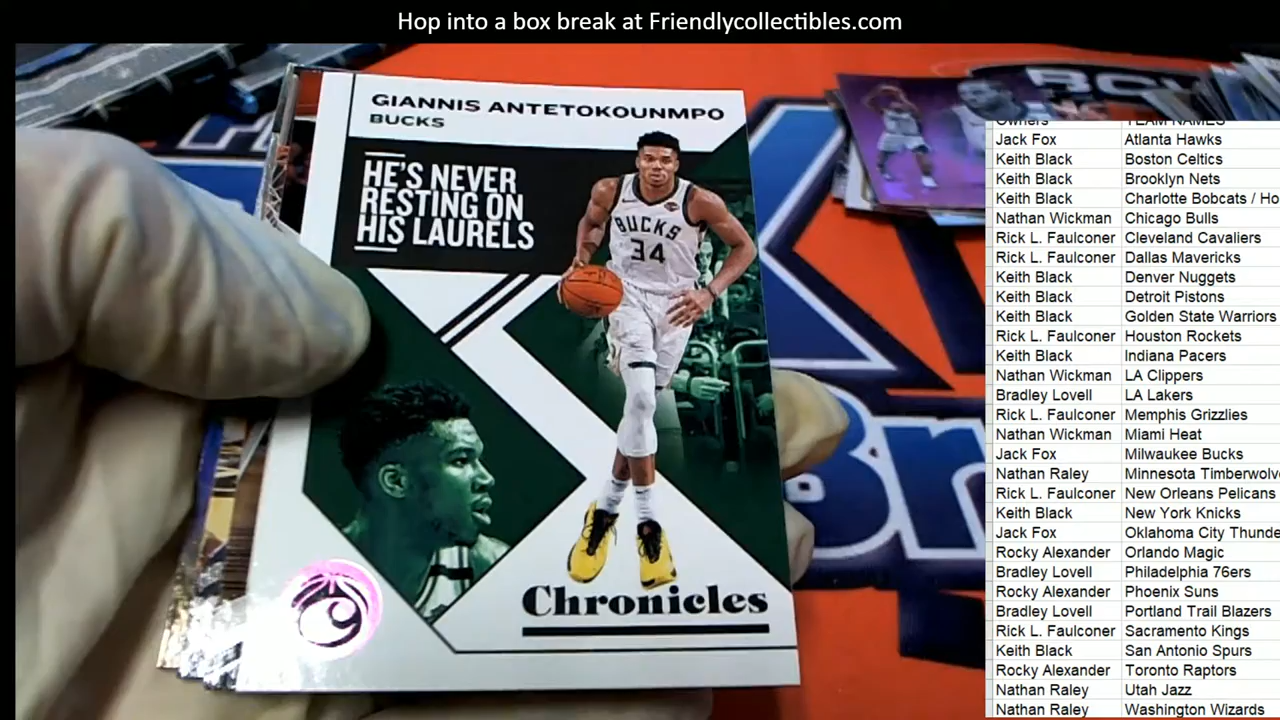 Hop into a box break at Friendlycollectibles.com
GIANNIS ANTETOKOUNMPO
BUCKS
HE'S NEVER
RESTING ON
HIS LAURELS
BUCKS
34
Chronicles
Owners TEAM NAMES
Jack Fox Atlanta Hawks
Keith Black Boston Celtics
Keith Black Brooklyn Nets
Keith Black Charlotte Bobcats / Ho
Nathan Wickman Chicago Bulls
Rick L. Faulconer Cleveland Cavaliers
Rick L. Faulconer Dallas Mavericks
Keith Black Denver Nuggets
Keith Black Detroit Pistons
Keith Black Golden State Warriors
Rick L. Faulconer Houston Rockets
Keith Black Indiana Pacers
Nathan Wickman LA Clippers
Bradley Lovell LA Lakers
Rick L. Faulconer Memphis Grizzlies
Nathan Wickman Miami Heat
Jack Fox Milwaukee Bucks
Nathan Raley Minnesota Timberwolve
Rick L. Faulconer New Orleans Pelicans
Keith Black New York Knicks
Jack Fox Oklahoma City Thunde
Rocky Alexander Orlando Magic
Bradley Lovell Philadelphia 76ers
Rocky Alexander Phoenix Suns
Bradley Lovell Portland Trail Blazers
Rick L. Faulconer Sacramento Kings
Keith Black San Antonio Spurs
Rocky Alexander Toronto Raptors
Nathan Raley Utah Jazz
Nathan Raley Washington Wizards